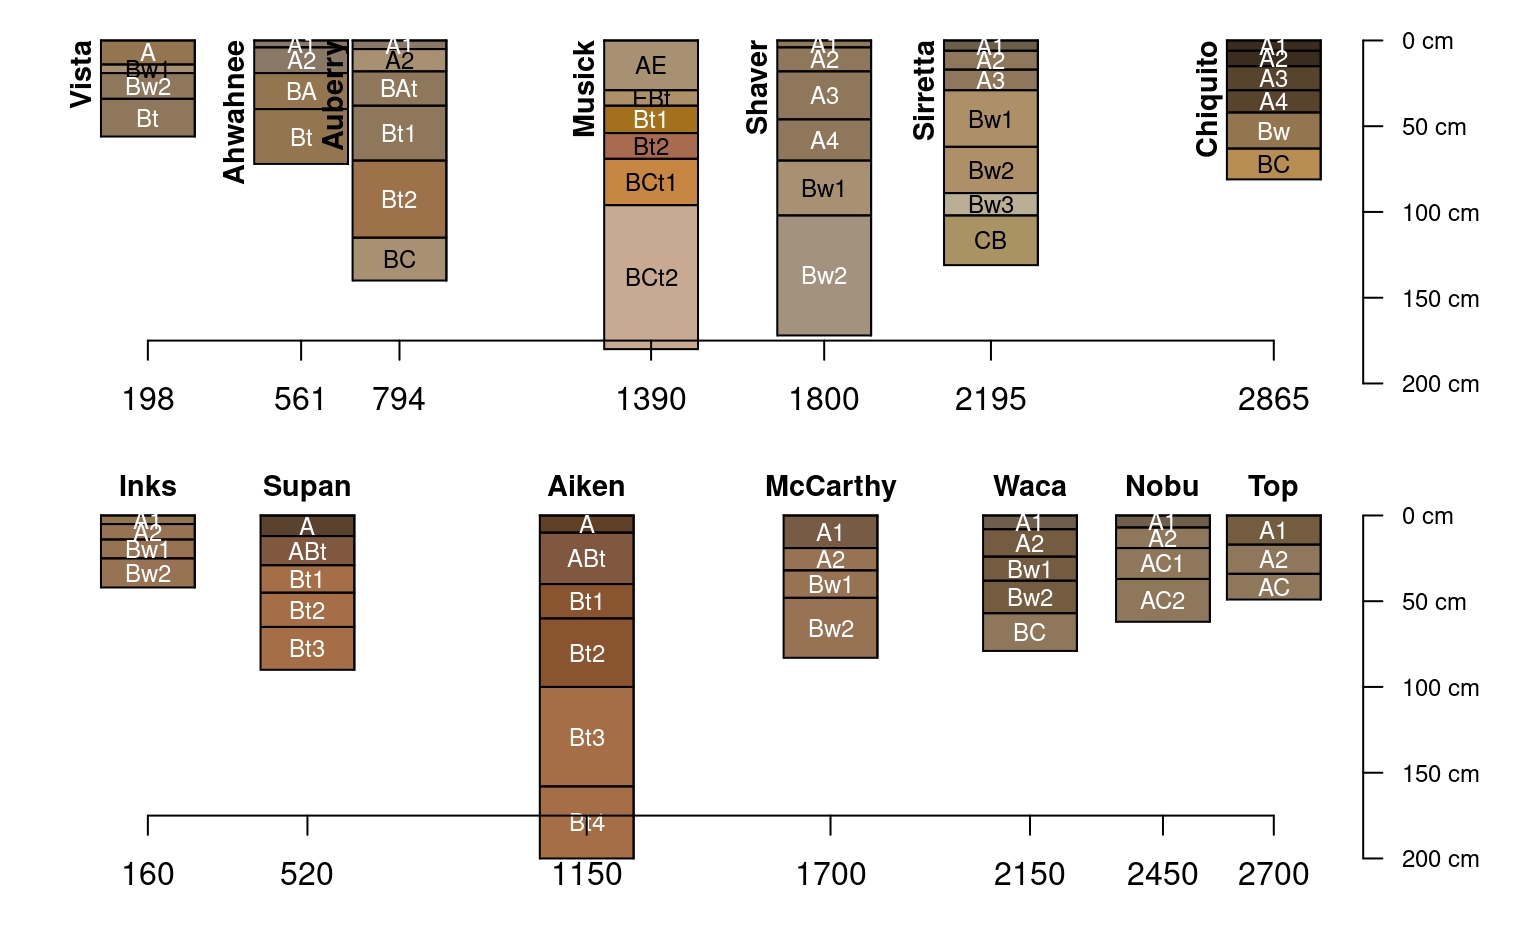 Vista
A
Bw1
Bw2
Bt
Ahwahnee
A1
A2
BA
Bt
Auberry
A1
A2
BAt
Bt1
Bt2
BC
Musick
AE
EBt
Bt1
Bt2
BCt1
BCt2
Shaver
A1
A2
A3
A4
Bw1
Bw2
Sirretta
A1
A2
A3
Bw1
Bw2
Bw3
CB
Chiquito
A1
A2
A3
A4
Bw
BC
0 cm
50 cm
100 cm
150 cm
200 cm
198 561 794 1390 1800 2195 2865
Inks Supan Aiken McCarthy Waca Nobu Top
A1
A2
Bw1
Bw2
A
ABt
Bt1
Bt2
Bt3
A
ABt
Bt1
Bt2
Bt3
Bt4
A1
A2
Bw1
Bw2
A1
A2
Bw1
Bw2
BC
A1
A2
AC1
AC2
A1
A2
AC
0 cm
50 cm
100 cm
150 cm
200 cm
160 520 1150 1700 2150 2450 2700